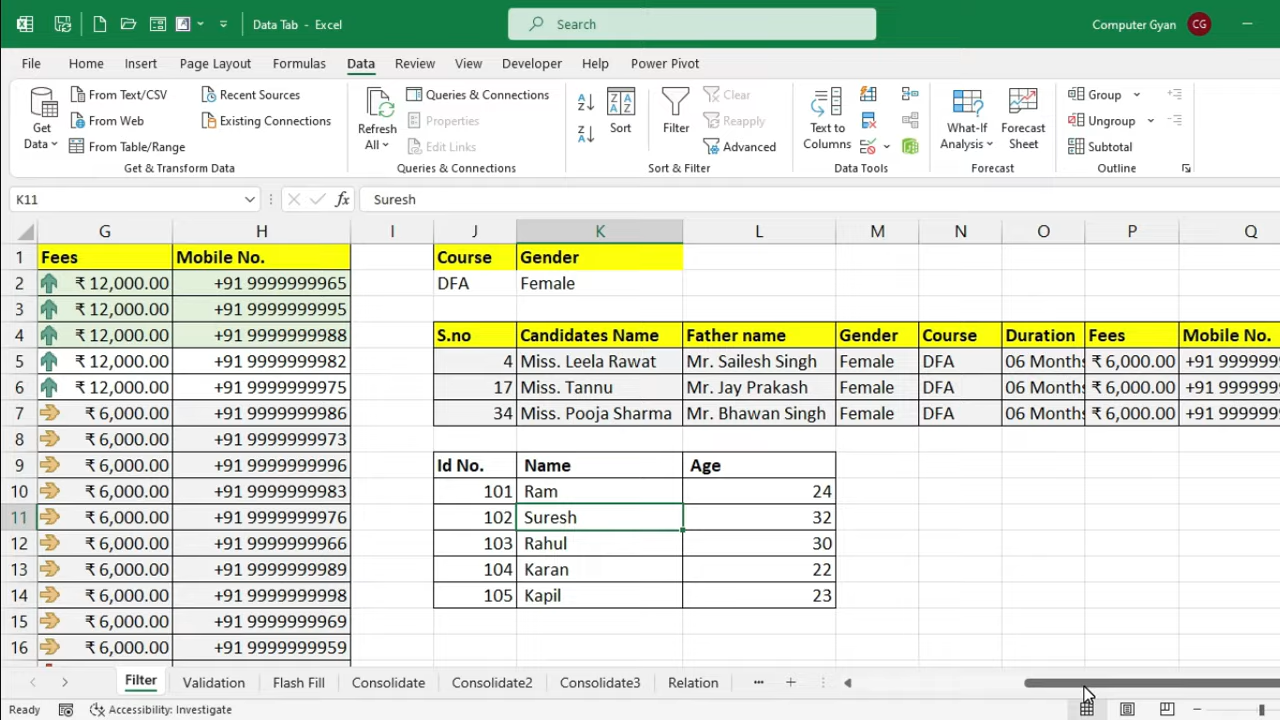 Data Tab - Excel
Search
Computer Gyan CG
File Home Insert Page Layout Formulas Data Review View Developer Help Power Pivot
Get Data
From Text/CSV
From Web
From Table/Range
Recent Sources
Existing Connections
Get & Transform Data
Refresh All
Queries & Connections
Properties
Edit Links
Queries & Connections
Sort
Filter
Clear
Reapply
Advanced
Sort & Filter
Text to Columns
Data Tools
What-If Analysis
Forecast Sheet
Forecast
Group
Ungroup
Subtotal
Outline
K11 fx Suresh
G H I J K L M N O P Q
1 Fees Mobile No. Course Gender
2 ₹ 12,000.00 +91 9999999965 DFA Female
3 ₹ 12,000.00 +91 9999999995
4 ₹ 12,000.00 +91 9999999988 S.no Candidates Name Father name Gender Course Duration Fees Mobile No.
5 ₹ 12,000.00 +91 9999999982 4 Miss. Leela Rawat Mr. Sailesh Singh Female DFA 06 Months ₹ 6,000.00 +91 999999
6 ₹ 12,000.00 +91 9999999975 17 Miss. Tannu Mr. Jay Prakash Female DFA 06 Months ₹ 6,000.00 +91 999999
7 ₹ 6,000.00 +91 9999999986 34 Miss. Pooja Sharma Mr. Bhawan Singh Female DFA 06 Months ₹ 6,000.00 +91 999999
8 ₹ 6,000.00 +91 9999999973
9 ₹ 6,000.00 +91 9999999996 Id No. Name Age
10 ₹ 6,000.00 +91 9999999983 101 Ram 24
11 ₹ 6,000.00 +91 9999999976 102 Suresh 32
12 ₹ 6,000.00 +91 9999999966 103 Rahul 30
13 ₹ 6,000.00 +91 9999999989 104 Karan 22
14 ₹ 6,000.00 +91 9999999998 105 Kapil 23
15 ₹ 6,000.00 +91 9999999969
16 ₹ 6,000.00 +91 9999999959
Filter Validation Flash Fill Consolidate Consolidate2 Consolidate3 Relation ...
Ready Accessibility: Investigate